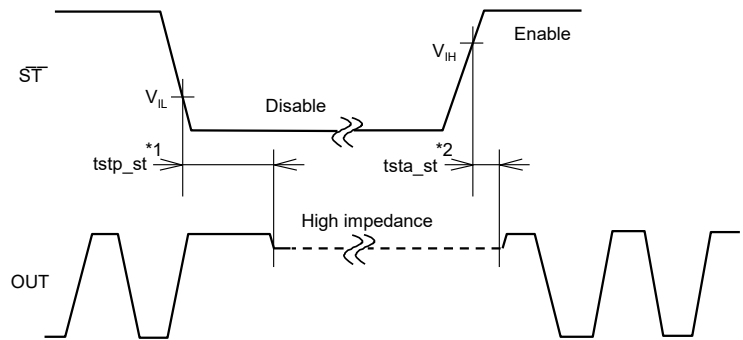 Enable
VIH
ST
VIL
Disable
tstp_st*1
tsta_st*2
High impedance
OUT